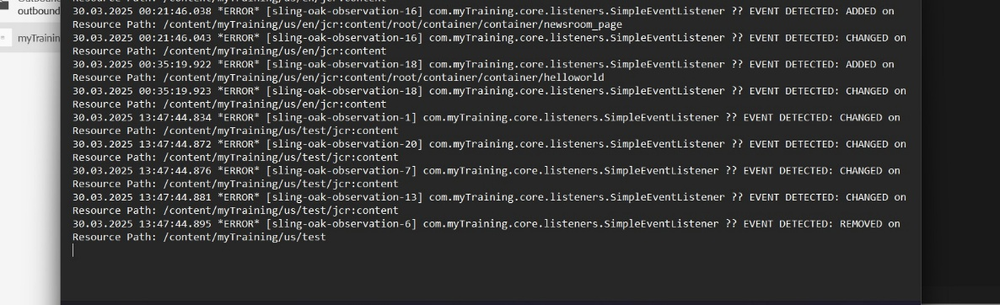 outbound
myTrainin
30.03.2025 00:21:46.038 *ERROR* [sling-oak-observation-16] com.myTraining.core.listeners.SimpleEventListener ?? EVENT DETECTED: ADDED on
Resource Path: /content/myTraining/us/en/jcr:content/root/container/container/newsroom_page
30.03.2025 00:21:46.043 *ERROR* [sling-oak-observation-16] com.myTraining.core.listeners.SimpleEventListener ?? EVENT DETECTED: CHANGED on
Resource Path: /content/myTraining/us/en/jcr:content
30.03.2025 00:35:19.922 *ERROR* [sling-oak-observation-18] com.myTraining.core.listeners.SimpleEventListener ?? EVENT DETECTED: ADDED on
Resource Path: /content/myTraining/us/en/jcr:content/root/container/container/helloworld
30.03.2025 00:35:19.923 *ERROR* [sling-oak-observation-18] com.myTraining.core.listeners.SimpleEventListener ?? EVENT DETECTED: CHANGED on
Resource Path: /content/myTraining/us/en/jcr:content
30.03.2025 13:47:44.834 *ERROR* [sling-oak-observation-1] com.myTraining.core.listeners.SimpleEventListener ?? EVENT DETECTED: CHANGED on
Resource Path: /content/myTraining/us/test/jcr:content
30.03.2025 13:47:44.872 *ERROR* [sling-oak-observation-20] com.myTraining.core.listeners.SimpleEventListener ?? EVENT DETECTED: CHANGED on
Resource Path: /content/myTraining/us/test/jcr:content
30.03.2025 13:47:44.876 *ERROR* [sling-oak-observation-7] com.myTraining.core.listeners.SimpleEventListener ?? EVENT DETECTED: CHANGED on
Resource Path: /content/myTraining/us/test/jcr:content
30.03.2025 13:47:44.881 *ERROR* [sling-oak-observation-13] com.myTraining.core.listeners.SimpleEventListener ?? EVENT DETECTED: CHANGED on
Resource Path: /content/myTraining/us/test/jcr:content
30.03.2025 13:47:44.895 *ERROR* [sling-oak-observation-6] com.myTraining.core.listeners.SimpleEventListener ?? EVENT DETECTED: REMOVED on
Resource Path: /content/myTraining/us/test